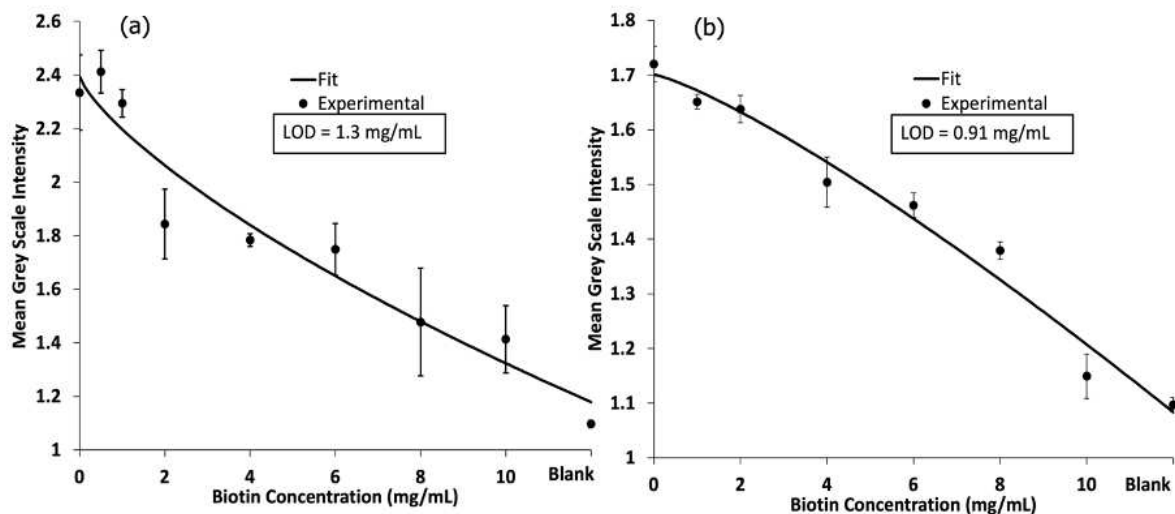 (a)
Mean Grey Scale Intensity
2.6
2.4
2.2
2
1.8
1.6
1.4
1.2
1
Fit
Experimental
LOD = 1.3 mg/mL
0 2 4 6 8 10 Blank
Biotin Concentration (mg/mL)
(b)
Mean Grey Scale Intensity
1.8
1.7
1.6
1.5
1.4
1.3
1.2
1.1
1
Fit
Experimental
LOD = 0.91 mg/mL
0 2 4 6 8 10 Blank
Biotin Concentration (mg/mL)